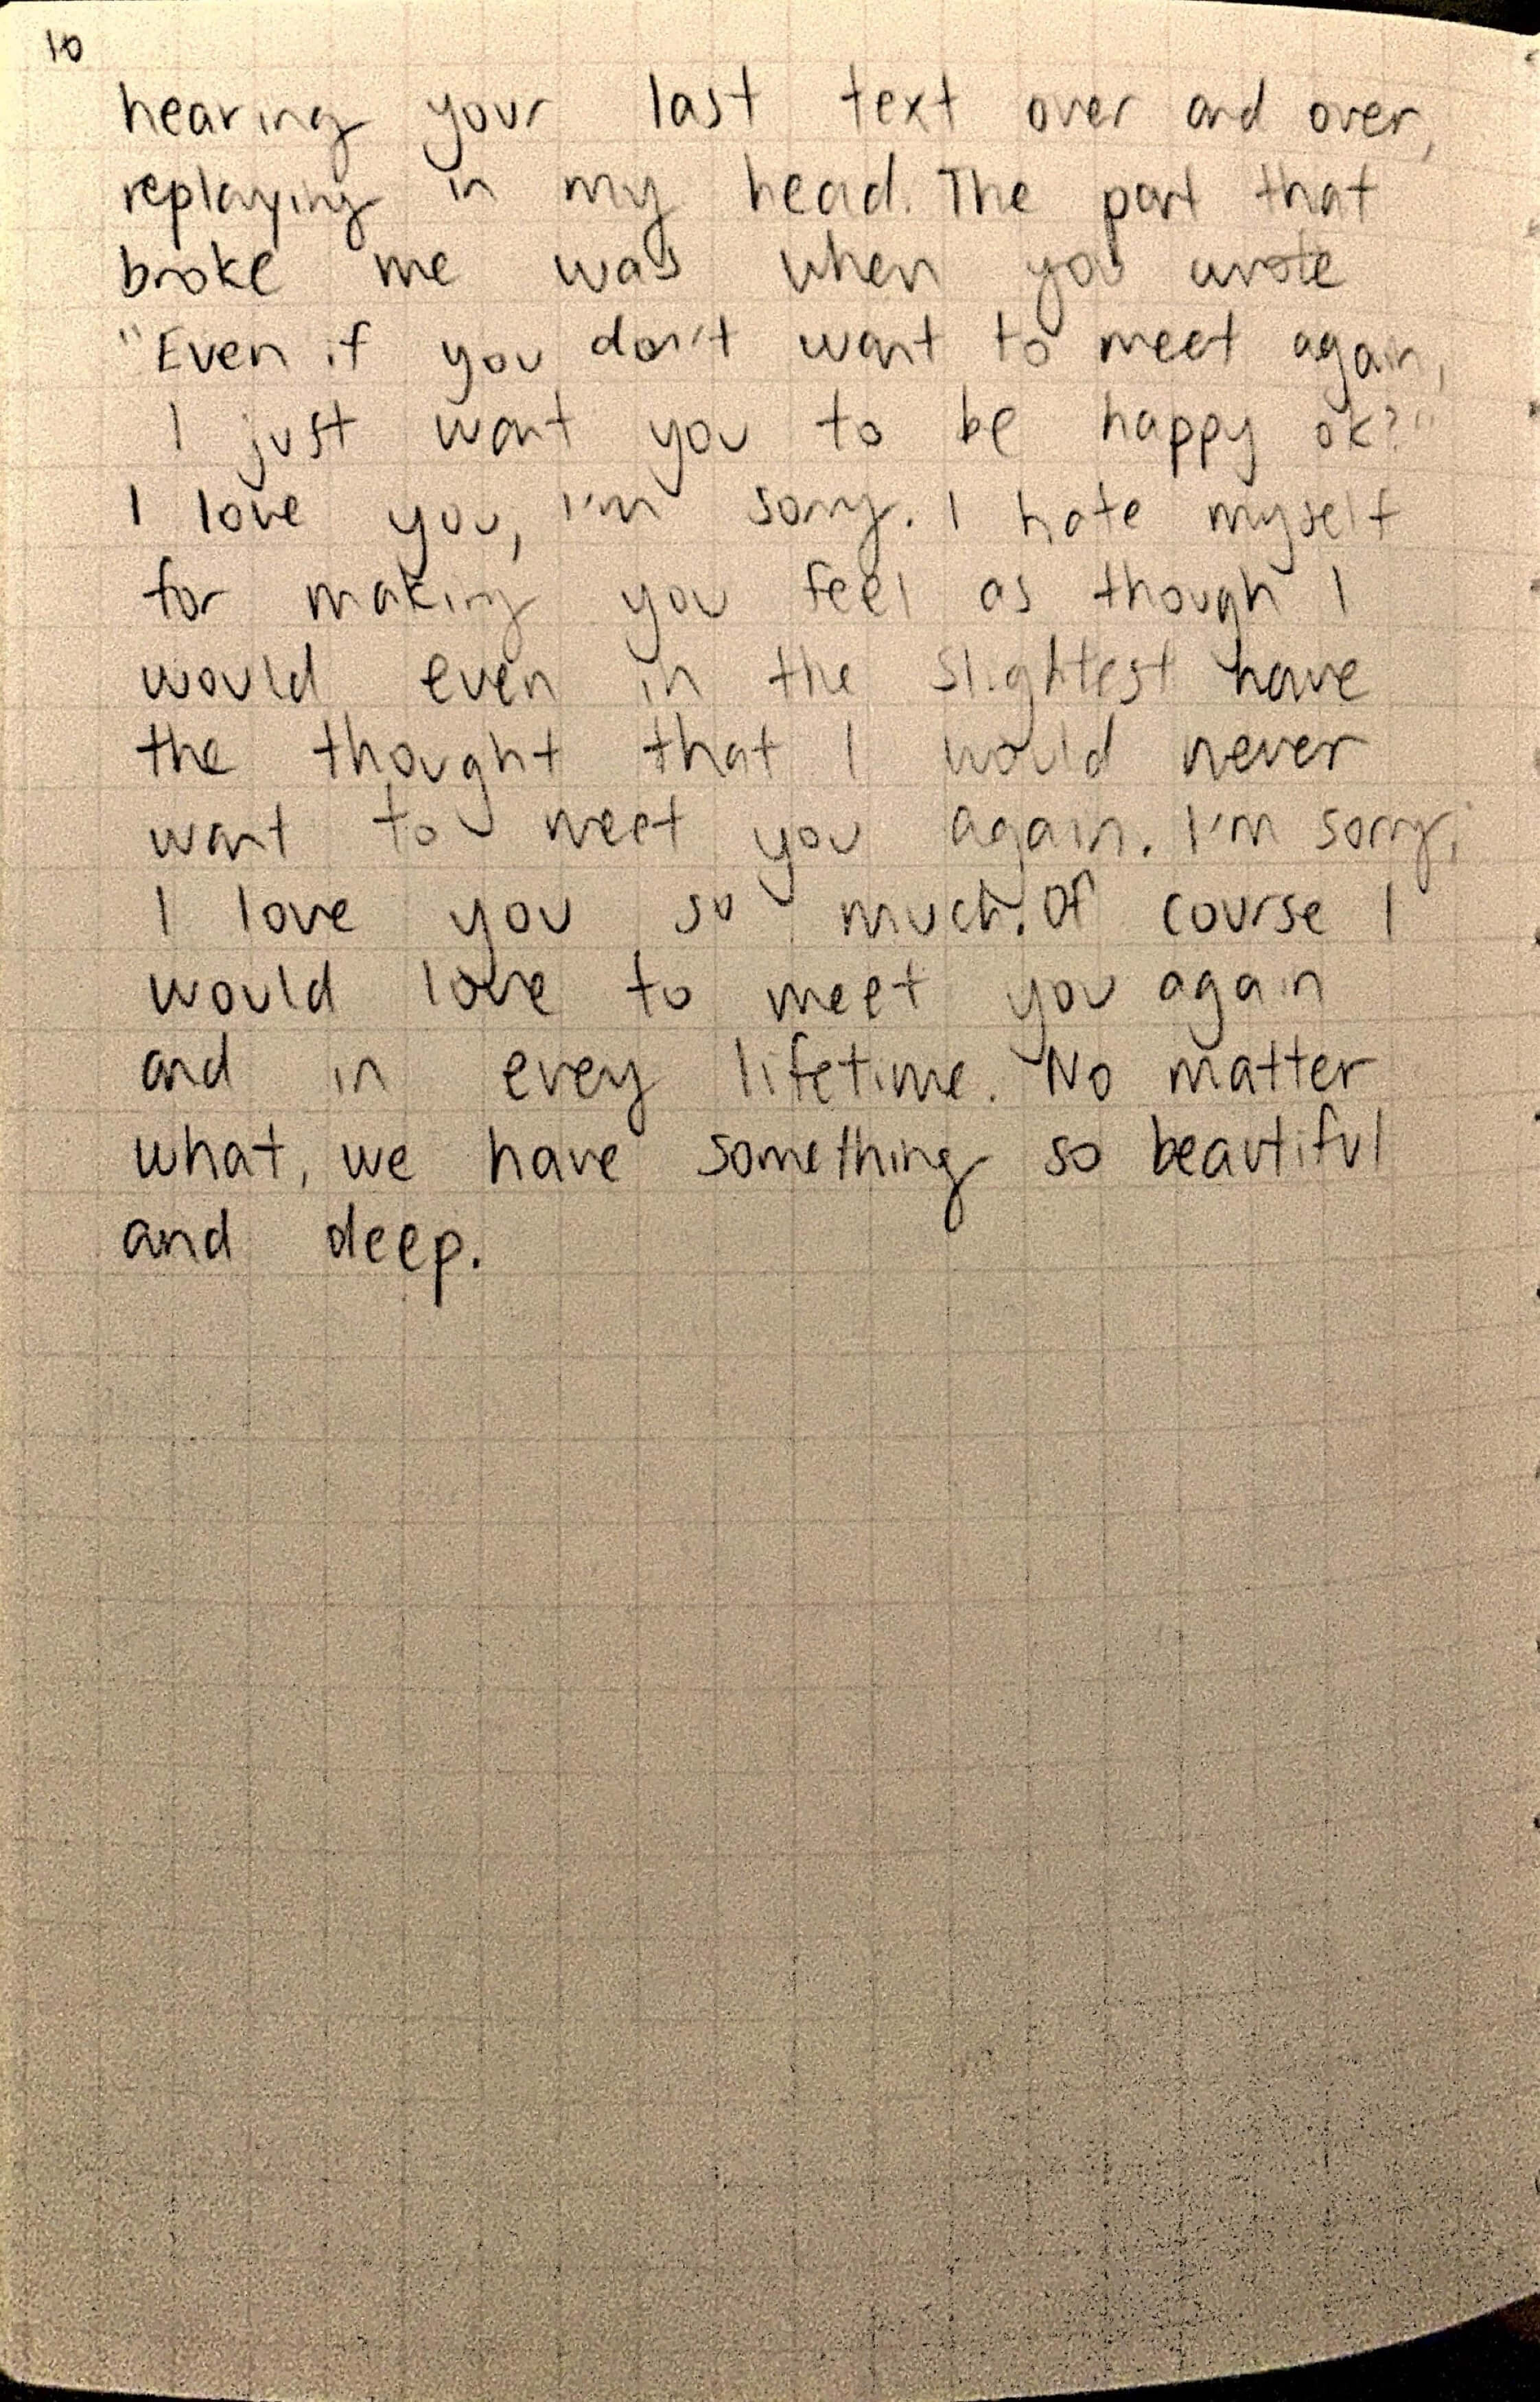 10
hearing your last text over and over,
replaying in my head. The part that
broke me was when you wrote
"Even if you don't want to meet again,
I just want you to be happy ok?"
I love you, I'm sorry. I hate myself
for making you feel as though I
would even in the slightest have
the thought that I would never
want to meet you again. I'm sorry,
I love you so much. Of course I
would love to meet you again
and in every lifetime. No matter
what, we have something so beautiful
and deep.